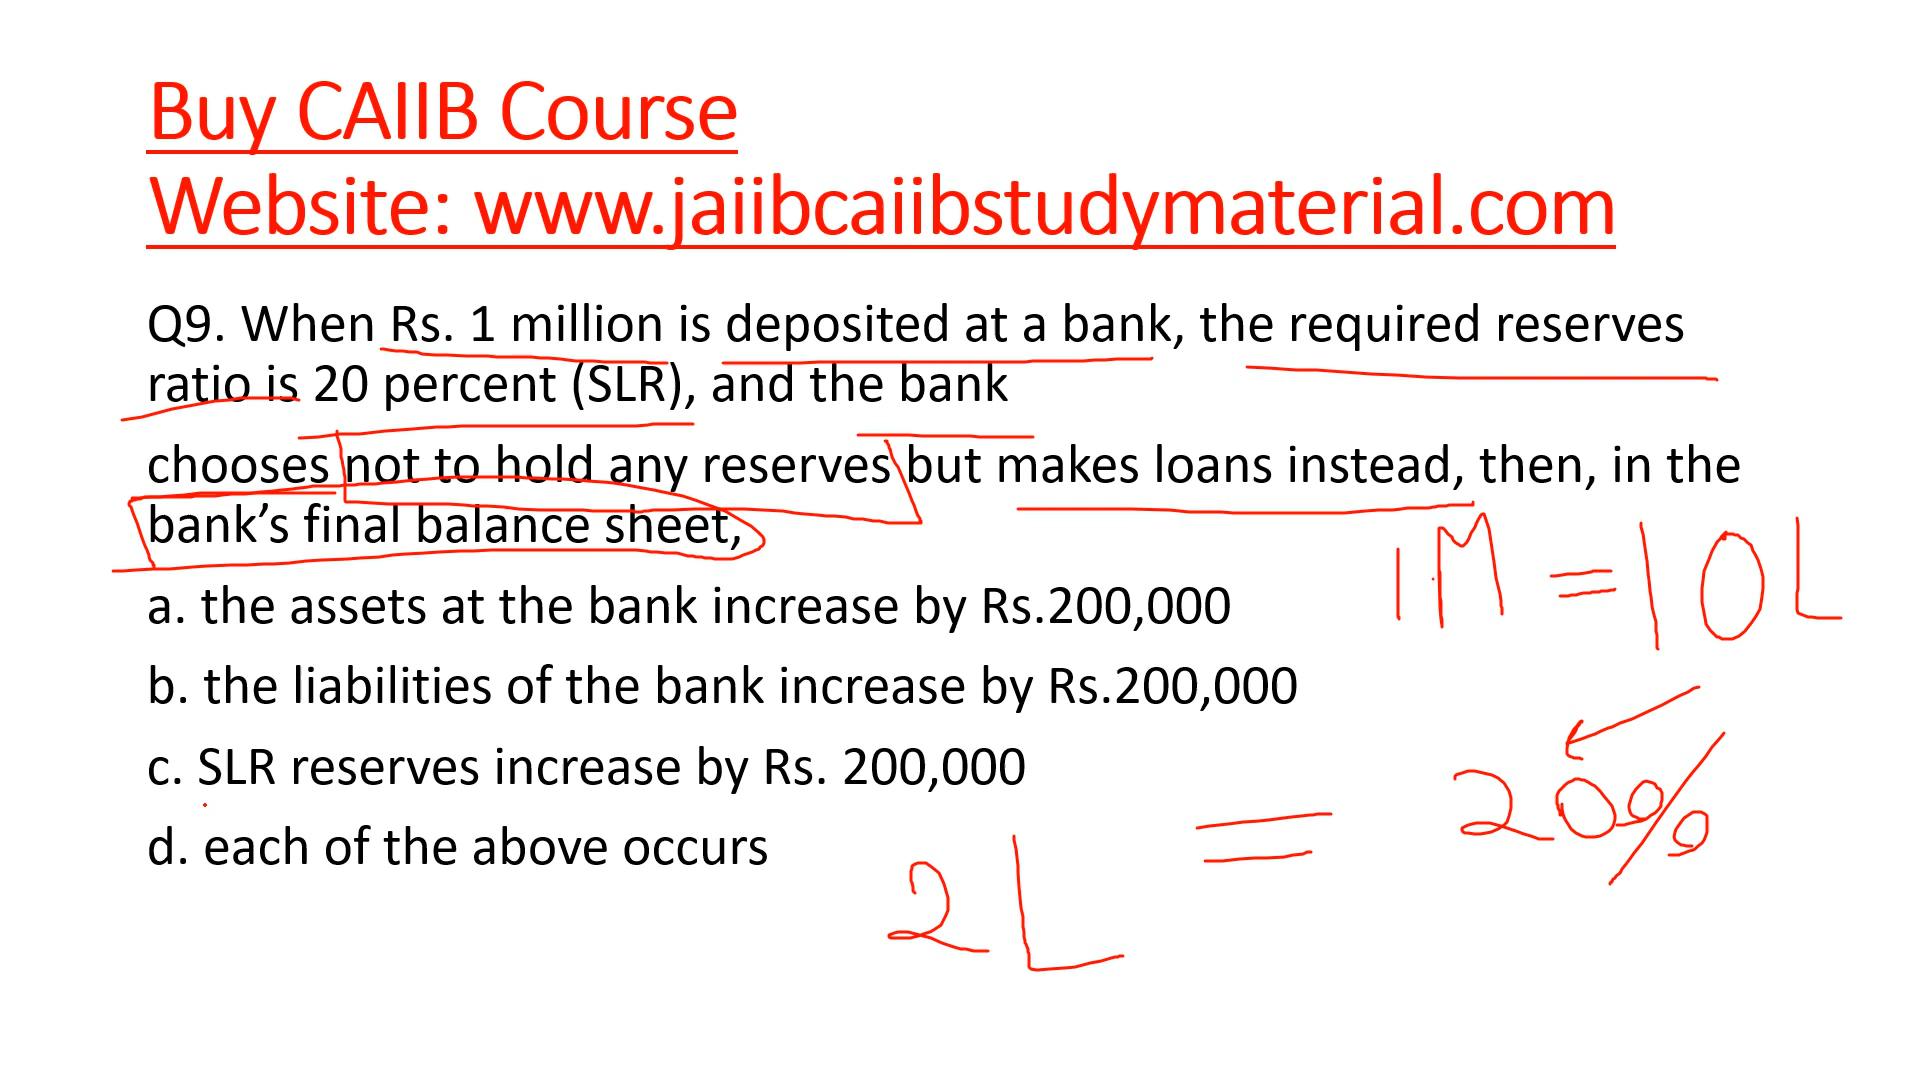 Buy CAIIB Course
Website: www.jaiibcaiibstudymaterial.com
Q9. When Rs. 1 million is deposited at a bank, the required reserves
ratio is 20 percent (SLR), and the bank
chooses not to hold any reserves but makes loans instead, then, in the
bank’s final balance sheet,
1M = 10L
a. the assets at the bank increase by Rs.200,000
b. the liabilities of the bank increase by Rs.200,000
c. SLR reserves increase by Rs. 200,000
d. each of the above occurs
2L = 20%